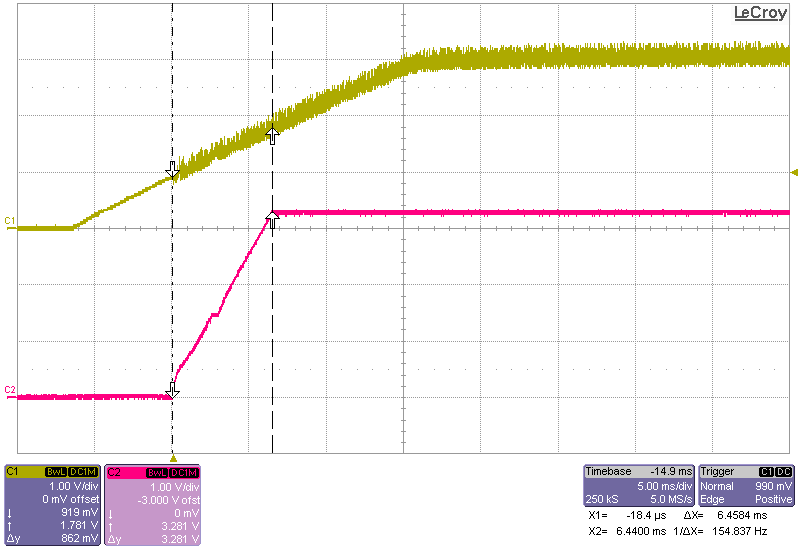 LeCroy
C1
C2
C1 BwL DC1M
1.00 V/div
0 mV offset
↓ 919 mV
↑ 1.781 V
Δy 862 mV
C2 BwL DC1M
1.00 V/div
-3.000 V ofst
↓ 0 mV
↑ 3.281 V
Δy 3.281 V
Timebase -14.9 ms
5.00 ms/div
250 kS 5.0 MS/s
Trigger C1 DC
Normal 990 mV
Edge Positive
X1= -18.4 µs ΔX= 6.4584 ms
X2= 6.4400 ms 1/ΔX= 154.837 Hz